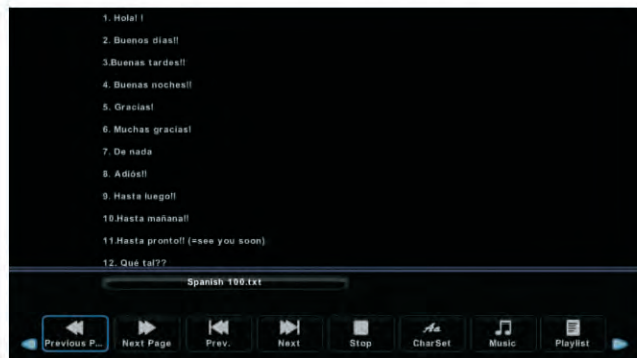 1. Hola! !
2. Buenos días!!
3.Buenas tardes!!
4. Buenas noches!!
5. Gracias!
6. Muchas gracias!
7. De nada
8. Adiós!!
9. Hasta luego!!
10.Hasta mañana!!
11.Hasta pronto!! (=see you soon)
12. Qué tal??
Spanish 100.txt
Previous P... Next Page Prev. Next Stop CharSet Music Playlist